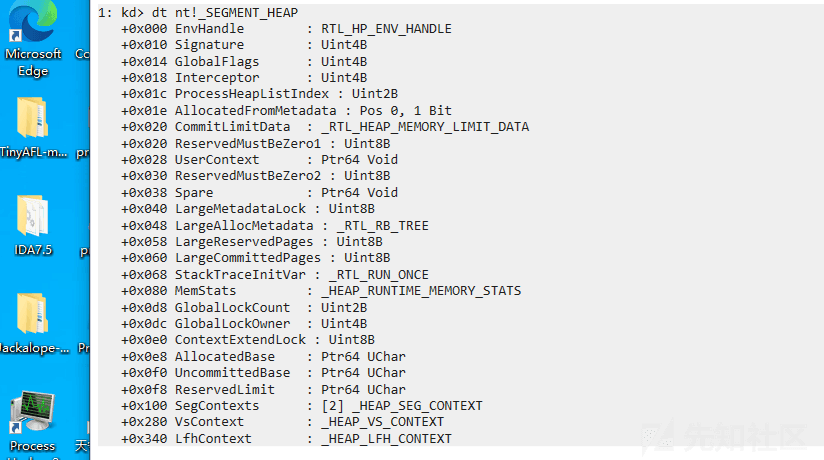 1: kd> dt nt!_SEGMENT_HEAP
+0x000 EnvHandle : RTL_HP_ENV_HANDLE
+0x010 Signature : Uint4B
+0x014 GlobalFlags : Uint4B
+0x018 Interceptor : Uint4B
+0x01c ProcessHeapListIndex : Uint2B
+0x01e AllocatedFromMetadata : Pos 0, 1 Bit
+0x020 CommitLimitData : _RTL_HEAP_MEMORY_LIMIT_DATA
+0x020 ReservedMustBeZero1 : Uint8B
+0x028 UserContext : Ptr64 Void
+0x030 ReservedMustBeZero2 : Uint8B
+0x038 Spare : Ptr64 Void
+0x040 LargeMetadataLock : Uint8B
+0x048 LargeAllocMetadata : _RTL_RB_TREE
+0x058 LargeReservedPages : Uint8B
+0x060 LargeCommittedPages : Uint8B
+0x068 StackTraceInitVar : _RTL_RUN_ONCE
+0x080 MemStats : _HEAP_RUNTIME_MEMORY_STATS
+0x0d8 GlobalLockCount : Uint2B
+0x0dc GlobalLockOwner : Uint4B
+0x0e0 ContextExtendLock : Uint8B
+0x0e8 AllocatedBase : Ptr64 UChar
+0x0f0 UncommittedBase : Ptr64 UChar
+0x0f8 ReservedLimit : Ptr64 UChar
+0x100 SegContexts : [2] _HEAP_SEG_CONTEXT
+0x280 VsContext : _HEAP_VS_CONTEXT
+0x340 LfhContext : _HEAP_LFH_CONTEXT
Microsoft
Edge
TinyAFL-m...
IDA7.5
Jackalope-...
Process
Co
pr
pr
Pr
天
先知社区